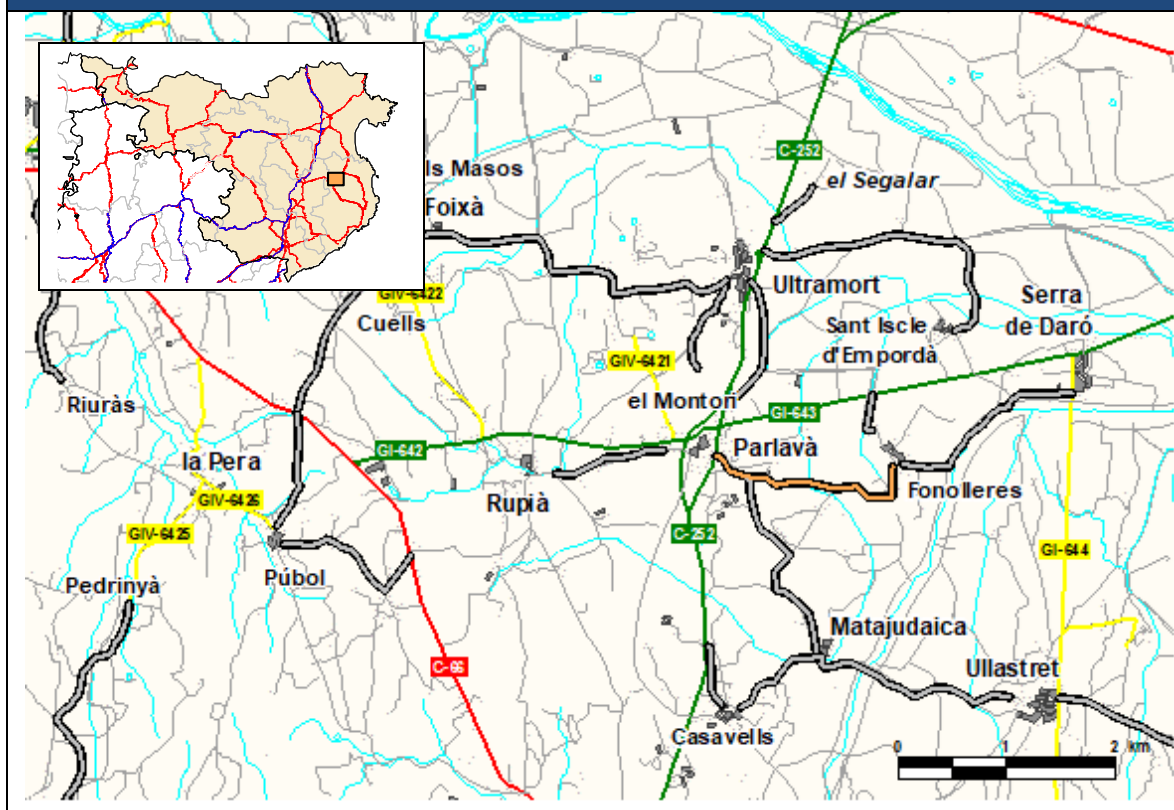 C-252
el Segalar
ls Masos
Foixà
GIV-6422
Cuells
Ultramort
Serra
de Daró
Sant Iscle
d'Empordà
GIV-6421
el Montori
GI-643
Riuràs
la Pera
GI-642
Parlavà
GIV-6426
Rupià
Fonolleres
GIV-6425
C-252
GI-644
Pedrinyà
Púbol
Matajudaica
C-66
Ullastret
Casavells
0 1 2 km